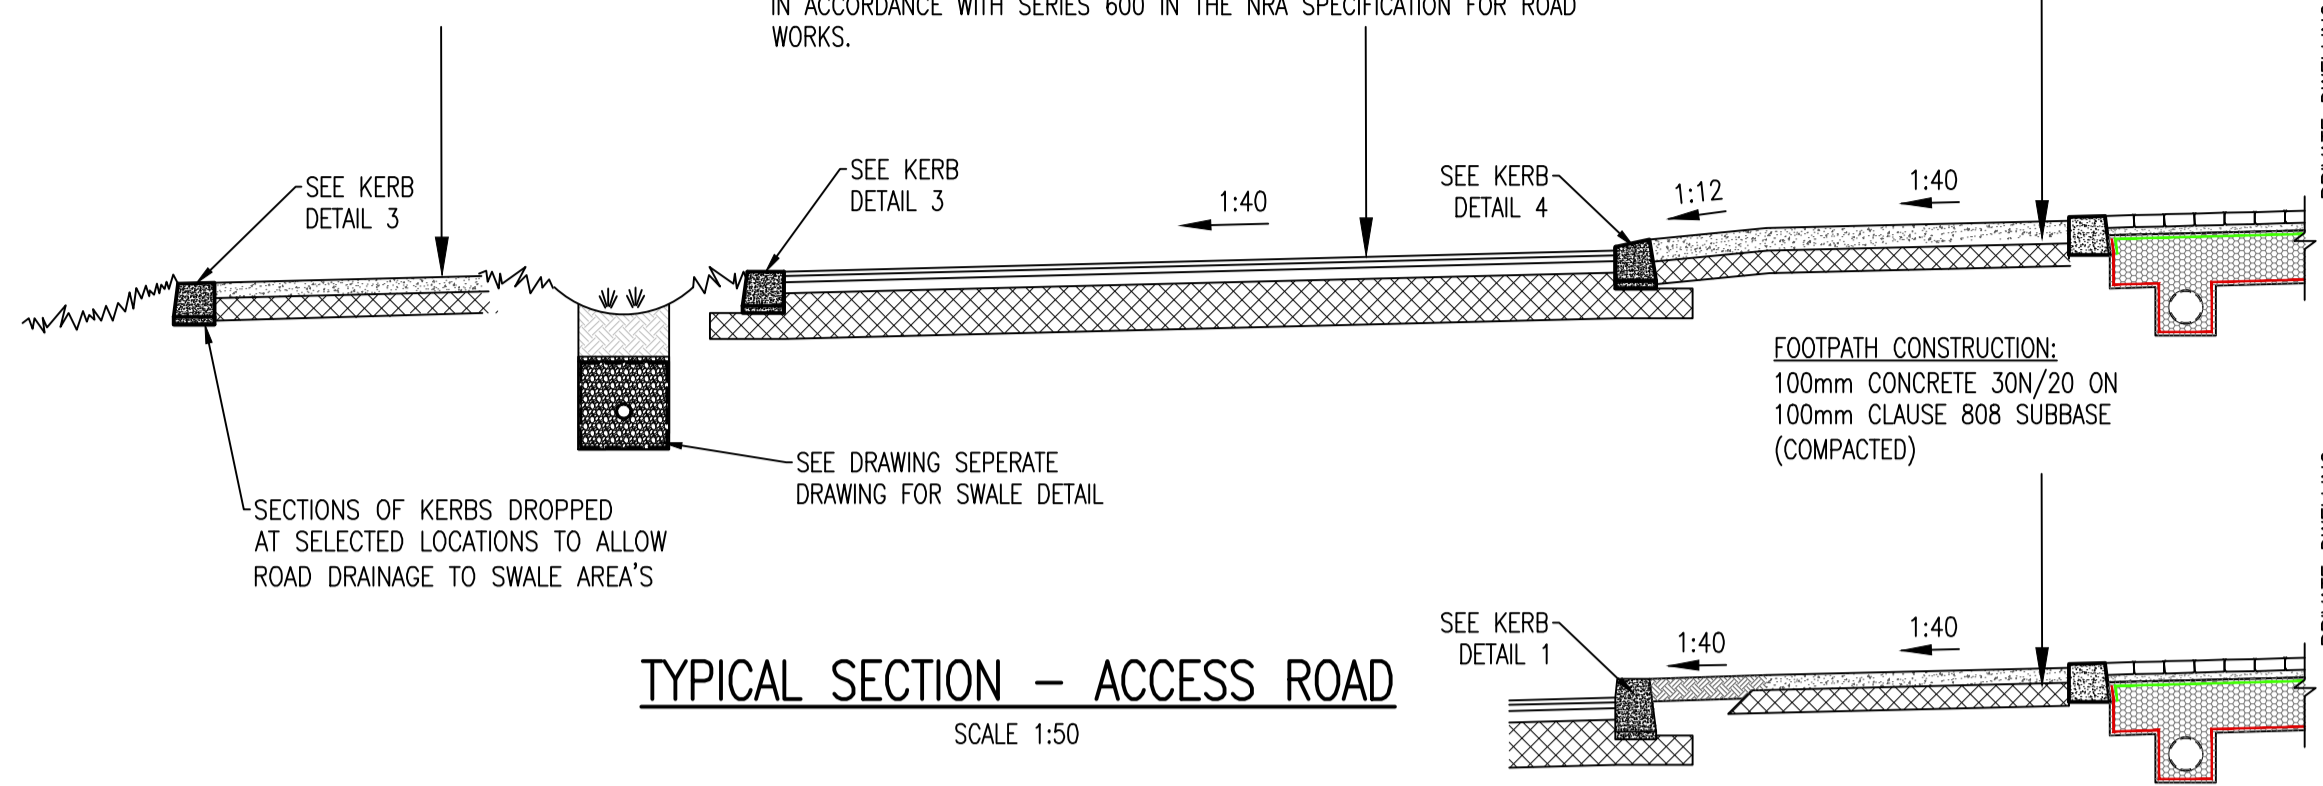 IN ACCORDANCE WITH SERIES 600 IN THE NRA SPECIFICATION FOR ROAD
WORKS.
SEE KERB
DETAIL 3
SEE KERB
DETAIL 3
1:40
SEE KERB
DETAIL 4
1:12
1:40
FOOTPATH CONSTRUCTION:
100mm CONCRETE 30N/20 ON
100mm CLAUSE 808 SUBBASE
(COMPACTED)
SEE DRAWING SEPERATE
DRAWING FOR SWALE DETAIL
SECTIONS OF KERBS DROPPED
AT SELECTED LOCATIONS TO ALLOW
ROAD DRAINAGE TO SWALE AREA'S
TYPICAL SECTION – ACCESS ROAD
SCALE 1:50
SEE KERB
DETAIL 1
1:40
1:40